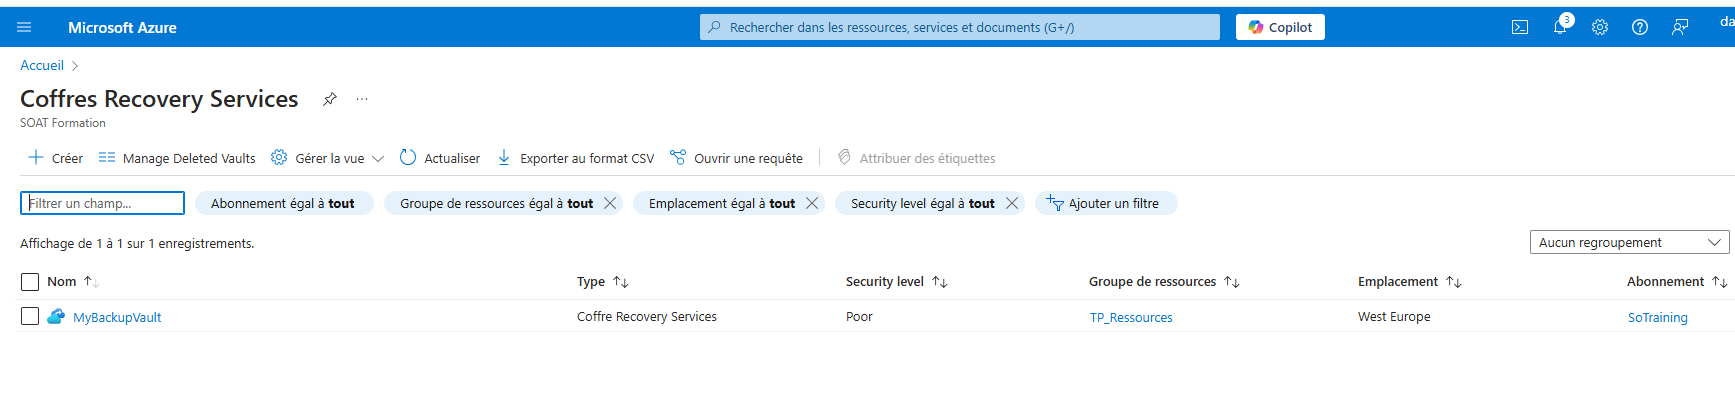 Microsoft Azure
Rechercher dans les ressources, services et documents (G+/)
Copilot
3
Accueil
Coffres Recovery Services
SOAT Formation
Créer
Manage Deleted Vaults
Gérer la vue
Actualiser
Exporter au format CSV
Ouvrir une requête
Attribuer des étiquettes
Filtrer un champ...
Abonnement égal à tout
Groupe de ressources égal à tout
Emplacement égal à tout
Security level égal à tout
Ajouter un filtre
Affichage de 1 à 1 sur 1 enregistrements.
Aucun regroupement
Nom Type Security level Groupe de ressources Emplacement Abonnement
MyBackupVault Coffre Recovery Services Poor TP_Ressources West Europe SoTraining